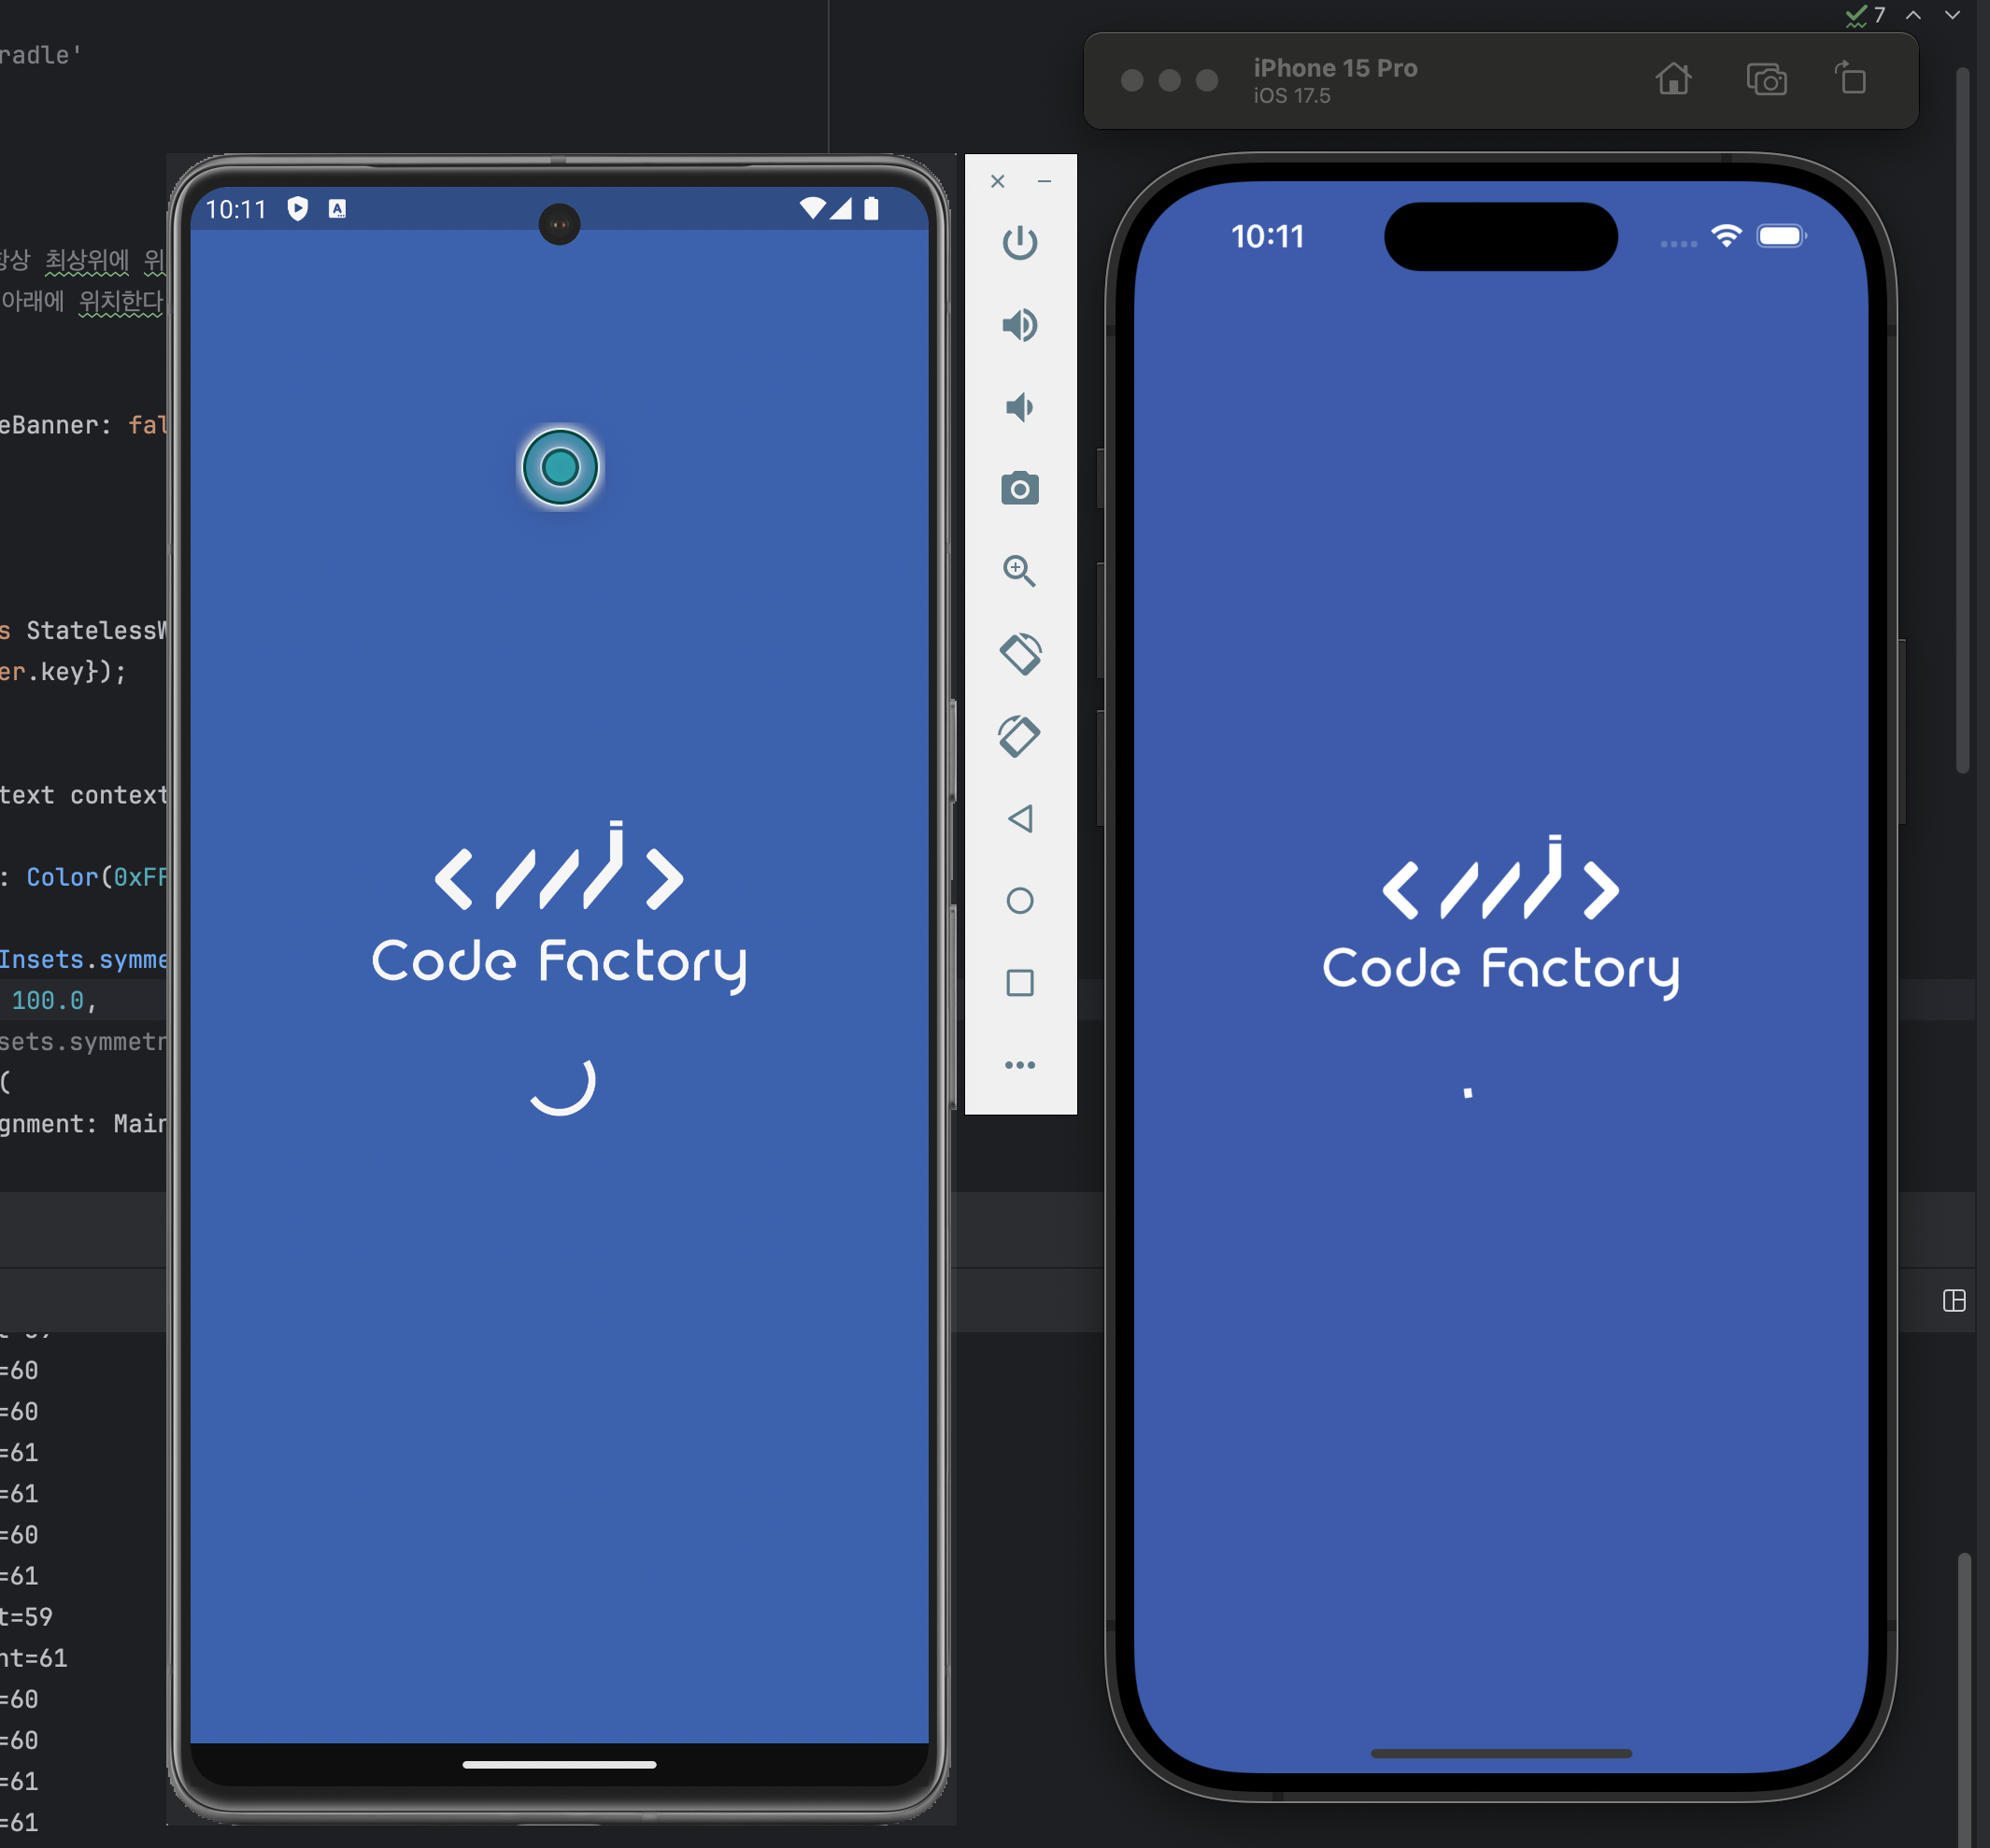 7
radle'
iPhone 15 Pro
iOS 17.5
10:11
A
10:11
항상 최상위에 위
아래에 위치한다
eBanner: fal
s StatelessW
er.key});
text context
: Color(0xFF
Code Factory
Code Factory
Insets.symme
100.0,
sets.symmetr
(
gnment: Main
=60
=60
=61
=61
=60
=61
t=59
nt=61
=60
=60
=61
=61